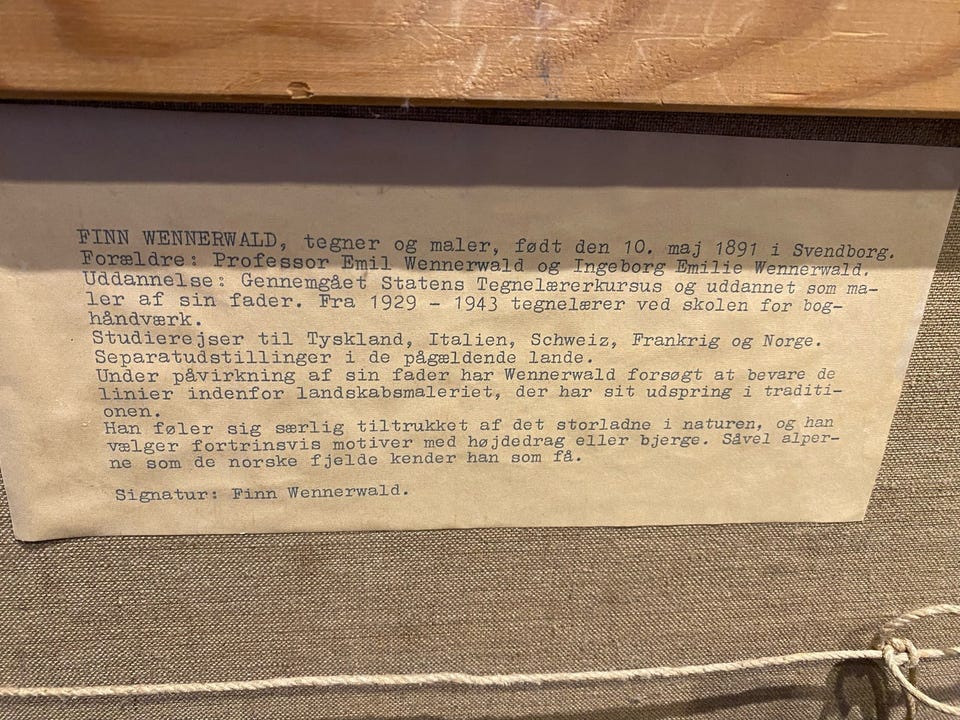 FINN WENNERWALD, tegner og maler, født den 10. maj 1891 i Svendborg.
Forældre: Professor Emil Wennerwald og Ingeborg Emilie Wennerwald.
Uddannelse: Gennemgået Statens Tegnelærerkursus og uddannet som ma-
ler af sin fader. Fra 1929 - 1943 tegnelærer ved skolen for bog-
håndværk.
Studierejser til Tyskland, Italien, Schweiz, Frankrig og Norge.
Separatudstillinger i de pågældende lande.
Under påvirkning af sin fader har Wennerwald forsøgt at bevare de
linier indenfor landskabsmaleriet, der har sit udspring i traditi-
onen.
Han føler sig særlig tiltrukket af det storladne i naturen, og han
vælger fortrinsvis motiver med højdedrag eller bjerge. Såvel alper-
ne som de norske fjelde kender han som få.
Signatur: Finn Wennerwald.